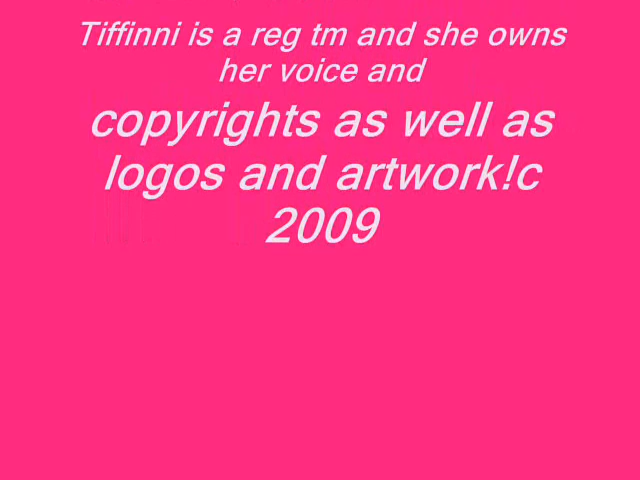 Tiffinni is a reg tm and she owns
her voice and
copyrights as well as
logos and artwork!c
2009